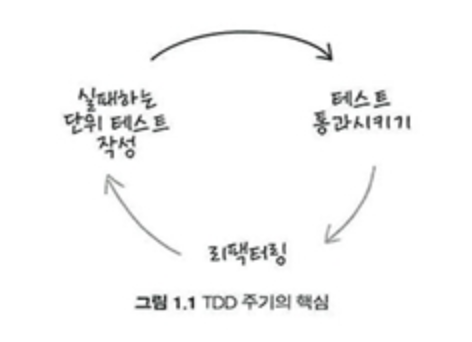 실패하는
단위 테스트
작성
테스트
통과시키기
리팩터링
그림 1.1 TDD 주기의 핵심